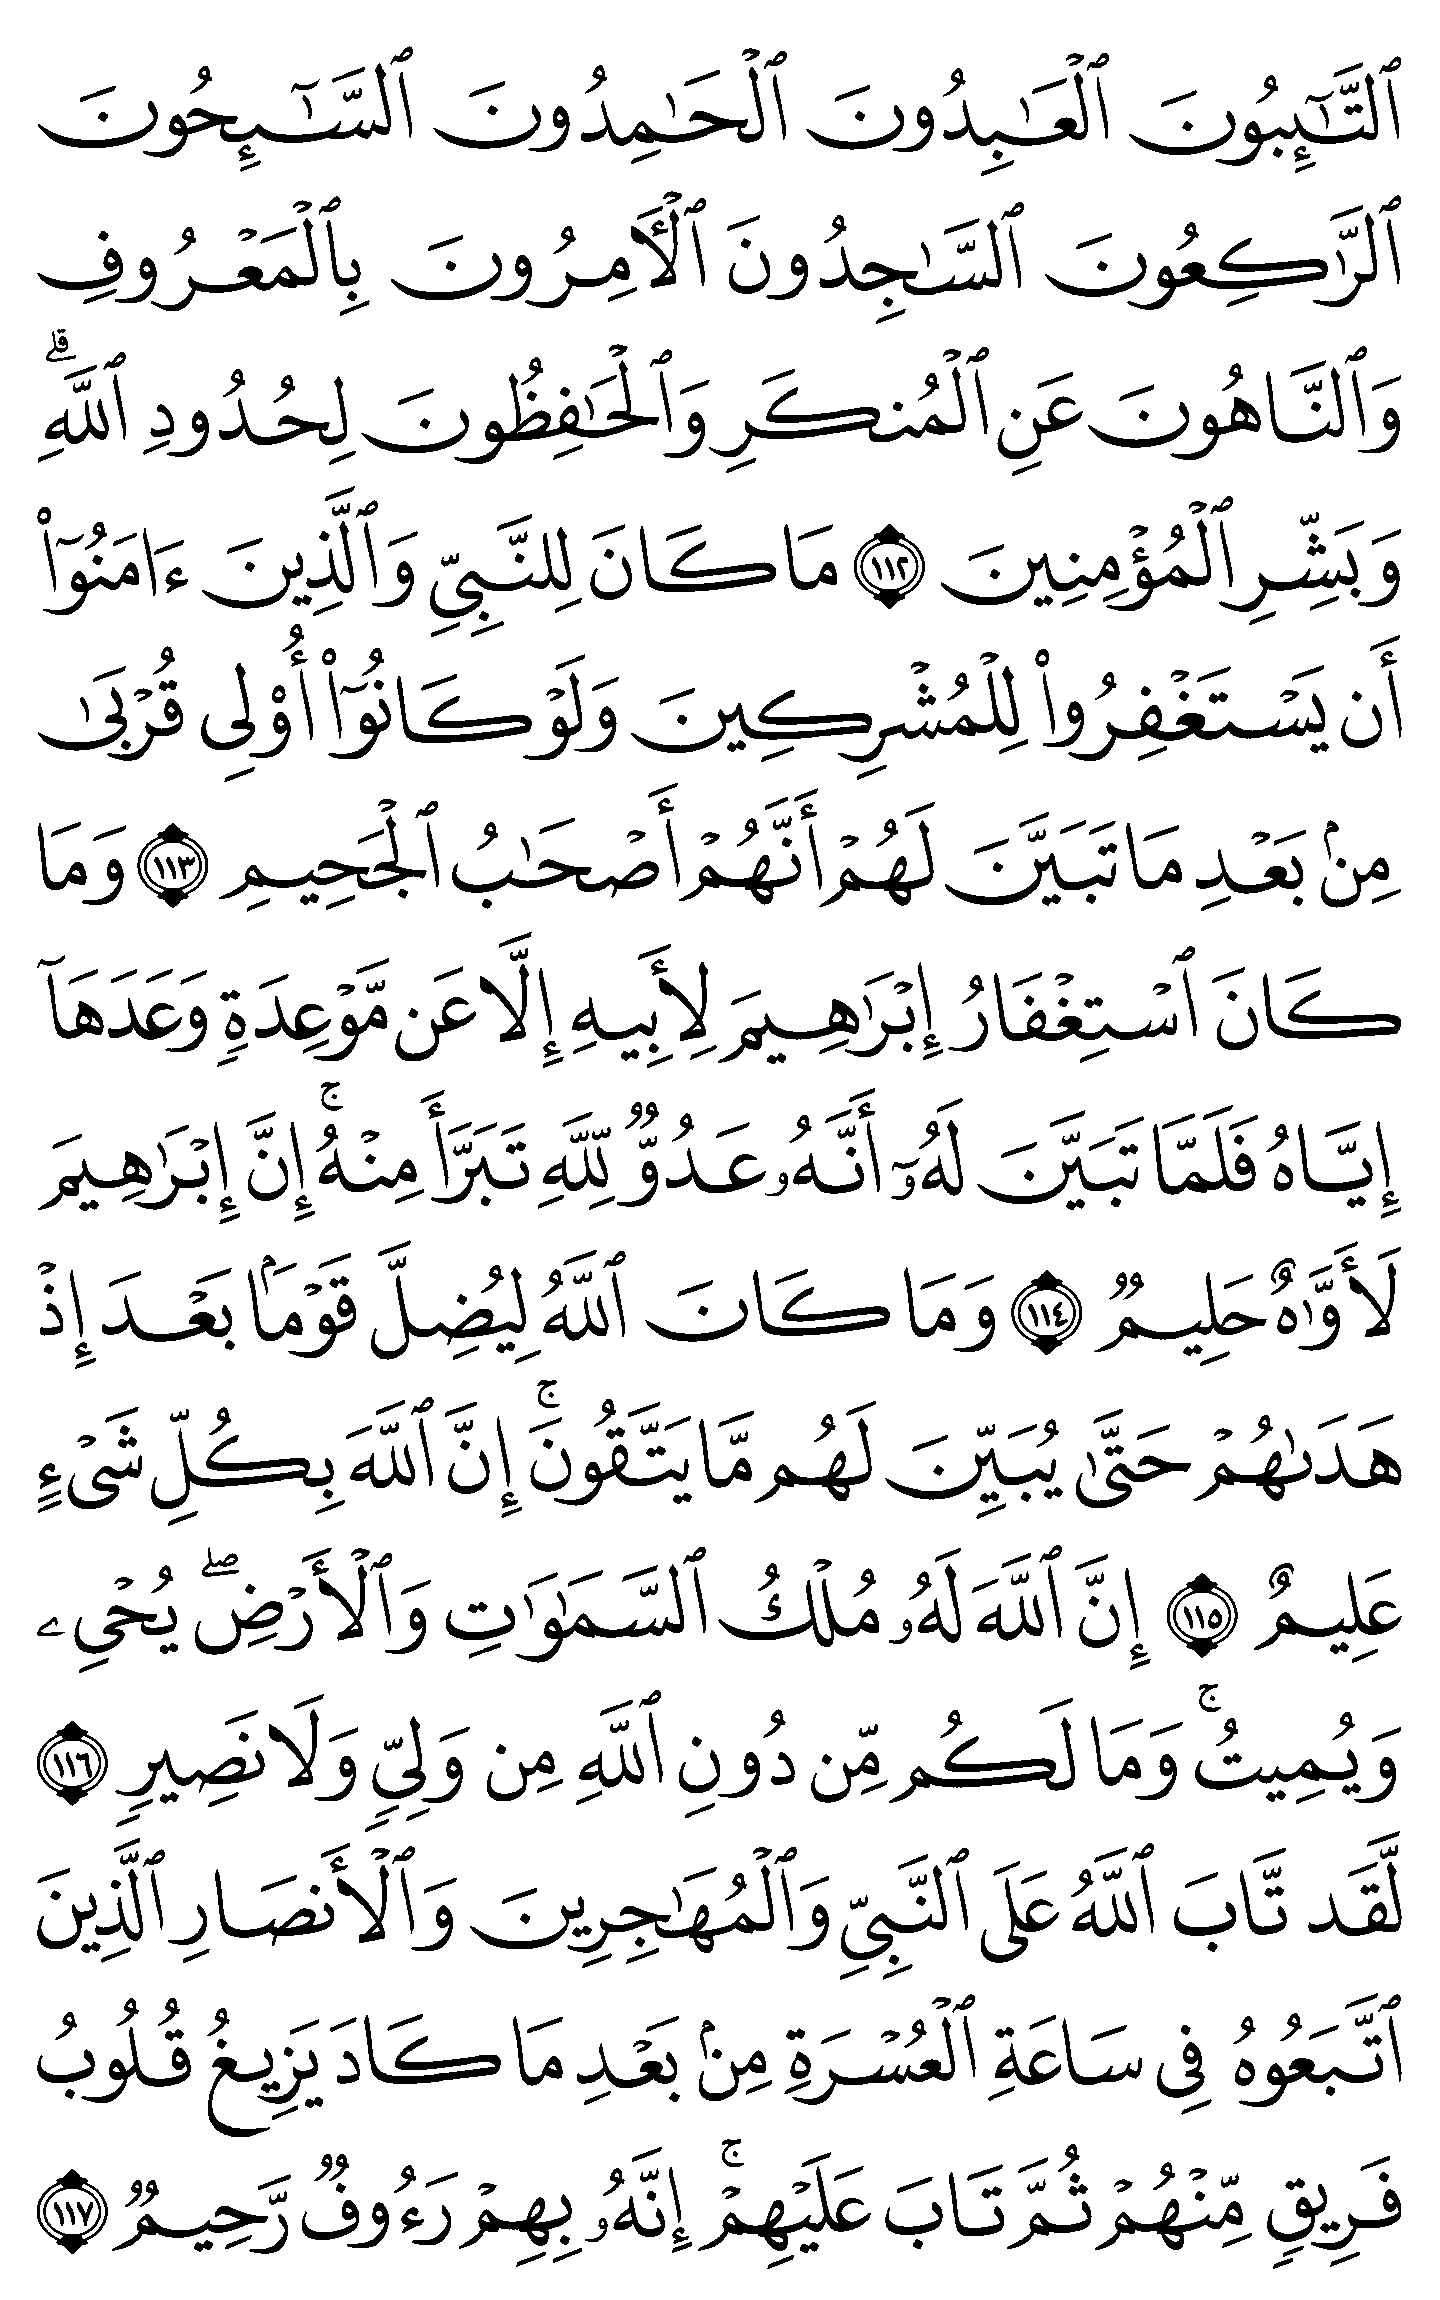 ٱلتَّـٰٓئِبُونَ ٱلْعَـٰبِدُونَ ٱلْحَـٰمِدُونَ ٱلسَّـٰٓئِحُونَ
ٱلرَّٰكِعُونَ ٱلسَّـٰجِدُونَ ٱلْـَٔامِرُونَ بِٱلْمَعْرُوفِ
وَٱلنَّاهُونَ عَنِ ٱلْمُنكَرِ وَٱلْحَـٰفِظُونَ لِحُدُودِ ٱللَّهِ ۗ
وَبَشِّرِ ٱلْمُؤْمِنِينَ ١١٢ مَا كَانَ لِلنَّبِىِّ وَٱلَّذِينَ ءَامَنُوٓا۟
أَن يَسْتَغْفِرُوا۟ لِلْمُشْرِكِينَ وَلَوْ كَانُوٓا۟ أُو۟لِى قُرْبَىٰ
مِنۢ بَعْدِ مَا تَبَيَّنَ لَهُمْ أَنَّهُمْ أَصْحَـٰبُ ٱلْجَحِيمِ ١١٣ وَمَا
كَانَ ٱسْتِغْفَارُ إِبْرَٰهِيمَ لِأَبِيهِ إِلَّا عَن مَّوْعِدَةٍ وَعَدَهَآ
إِيَّاهُ فَلَمَّا تَبَيَّنَ لَهُۥٓ أَنَّهُۥ عَدُوٌّ لِّلَّهِ تَبَرَّأَ مِنْهُ ۚ إِنَّ إِبْرَٰهِيمَ
لَأَوَّٰهٌ حَلِيمٌ ١١٤ وَمَا كَانَ ٱللَّهُ لِيُضِلَّ قَوْمًۢا بَعْدَ إِذْ
هَدَىٰهُمْ حَتَّىٰ يُبَيِّنَ لَهُم مَّا يَتَّقُونَ ۚ إِنَّ ٱللَّهَ بِكُلِّ شَىْءٍ
عَلِيمٌ ١١٥ إِنَّ ٱللَّهَ لَهُۥ مُلْكُ ٱلسَّمَـٰوَٰتِ وَٱلْأَرْضِ ۖ يُحْىِۦ
وَيُمِيتُ ۚ وَمَا لَكُم مِّن دُونِ ٱللَّهِ مِن وَلِىٍّ وَلَا نَصِيرٍ ١١٦
لَّقَد تَّابَ ٱللَّهُ عَلَى ٱلنَّبِىِّ وَٱلْمُهَـٰجِرِينَ وَٱلْأَنصَارِ ٱلَّذِينَ
ٱتَّبَعُوهُ فِى سَاعَةِ ٱلْعُسْرَةِ مِنۢ بَعْدِ مَا كَادَ يَزِيغُ قُلُوبُ
فَرِيقٍ مِّنْهُمْ ثُمَّ تَابَ عَلَيْهِمْ ۚ إِنَّهُۥ بِهِمْ رَءُوفٌ رَّحِيمٌ ١١٧